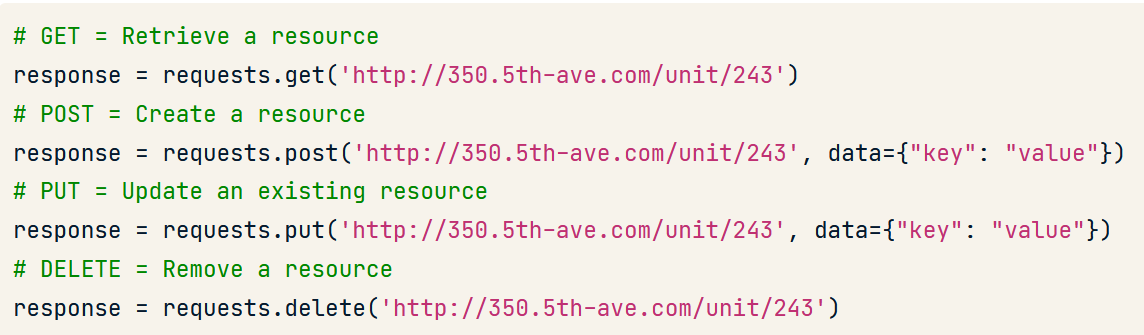 # GET = Retrieve a resource
response = requests.get('http://350.5th-ave.com/unit/243')
# POST = Create a resource
response = requests.post('http://350.5th-ave.com/unit/243', data={"key": "value"})
# PUT = Update an existing resource
response = requests.put('http://350.5th-ave.com/unit/243', data={"key": "value"})
# DELETE = Remove a resource
response = requests.delete('http://350.5th-ave.com/unit/243')